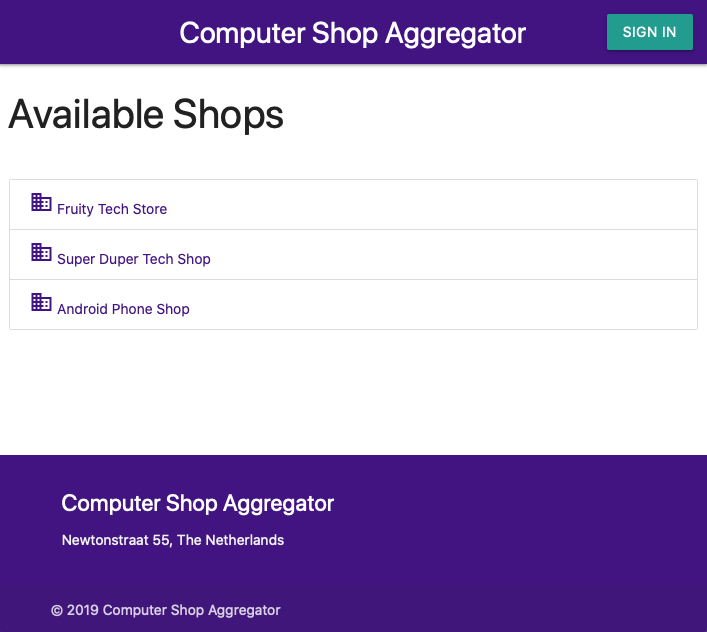 Computer Shop Aggregator
SIGN IN
Available Shops
Fruity Tech Store
Super Duper Tech Shop
Android Phone Shop
Computer Shop Aggregator
Newtonstraat 55, The Netherlands
© 2019 Computer Shop Aggregator